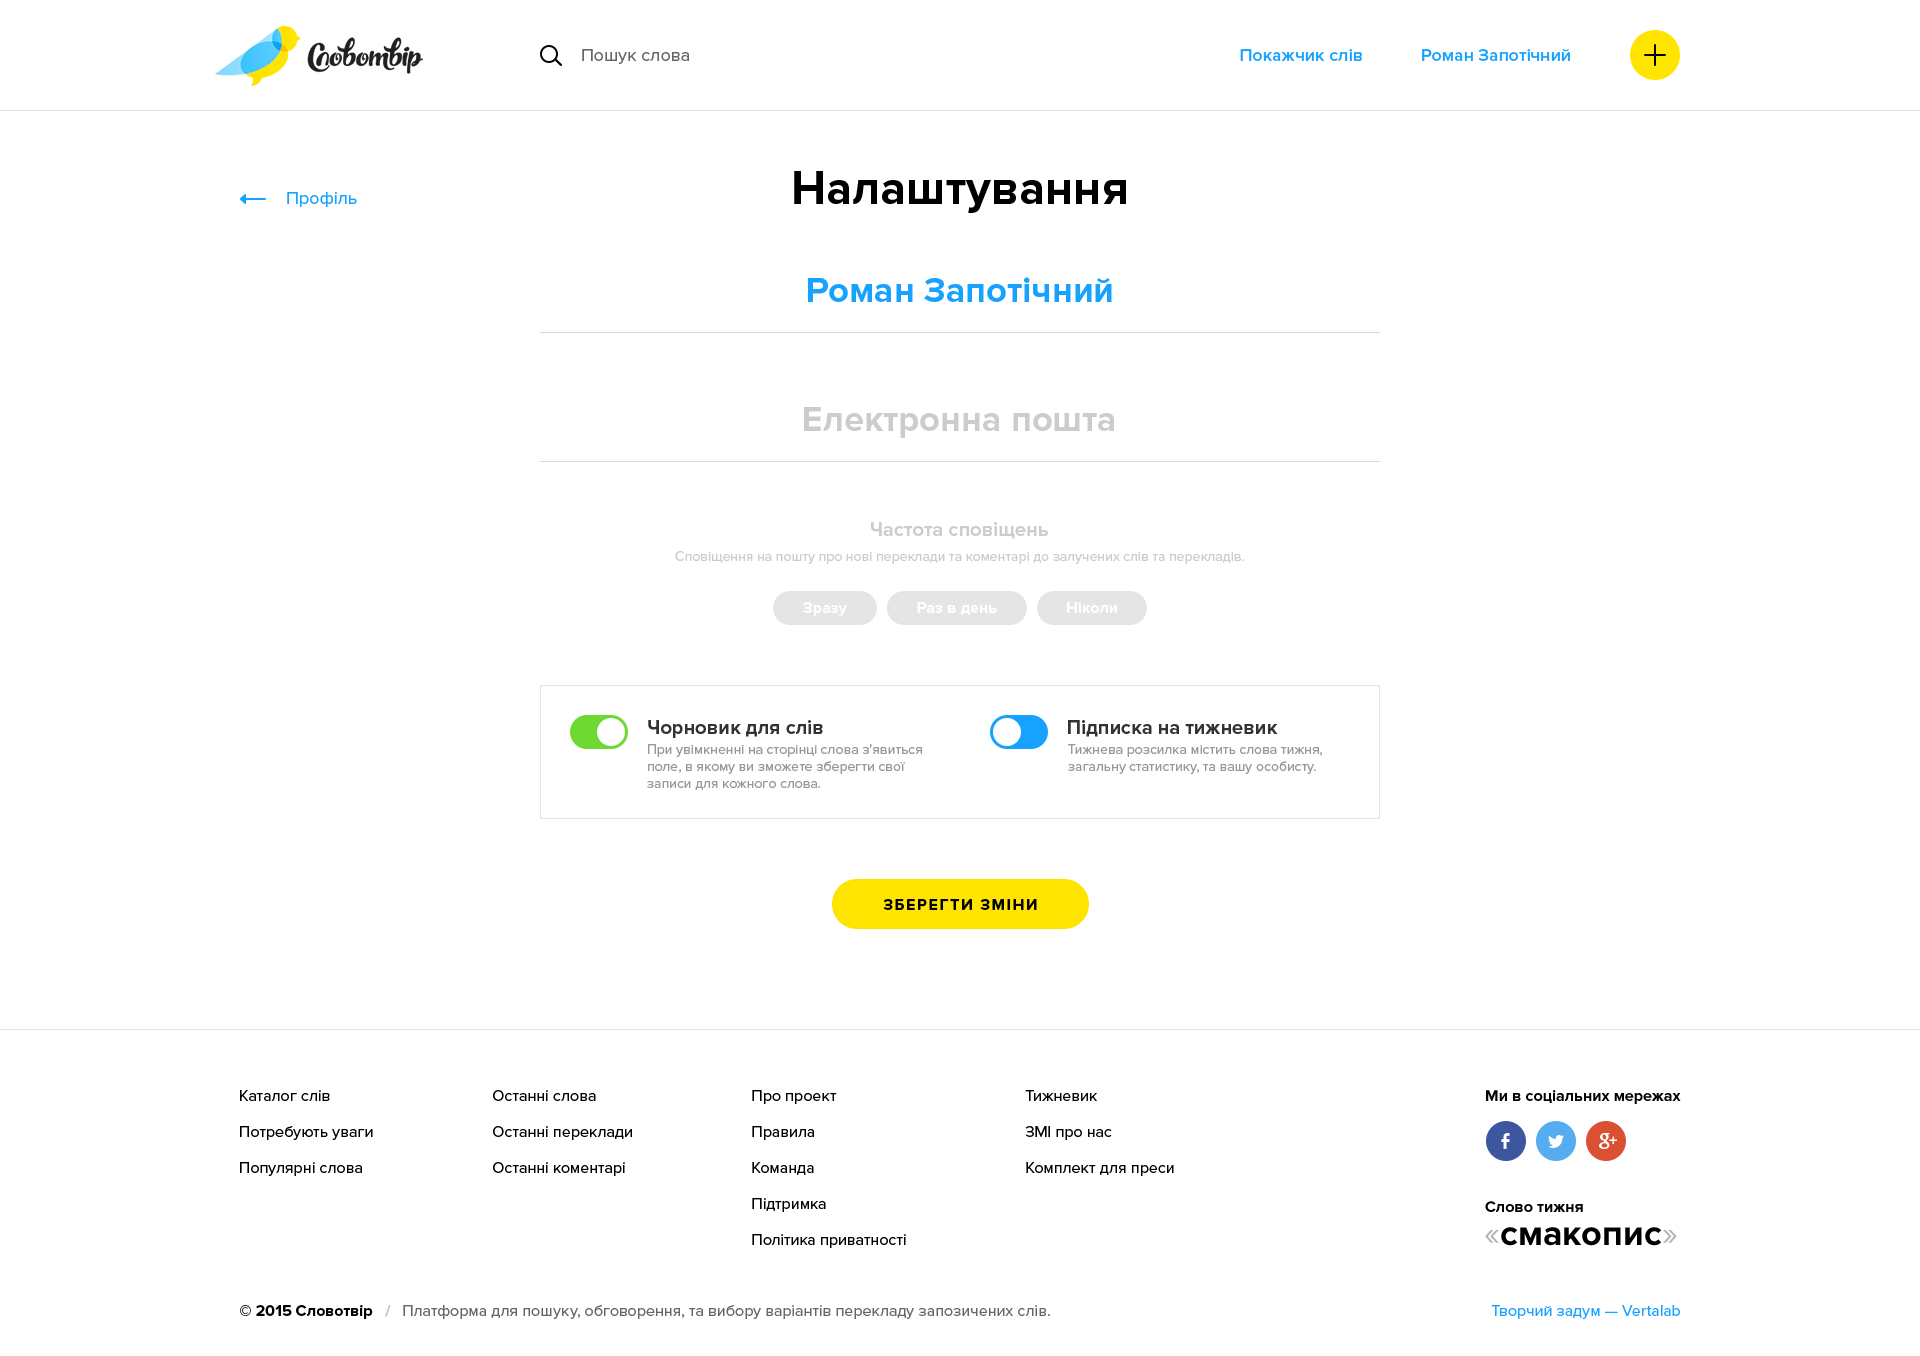 Словотвір
Пошук слова
Покажчик слів
Роман Запотічний
Профіль
Налаштування
Роман Запотічний
Електронна пошта
Частота сповіщень
Сповіщення на пошту про нові переклади та коментарі до залучених слів та перекладів.
Зразу
Раз в день
Ніколи
Чорновик для слів
При увімкненні на сторінці слова з'явиться
поле, в якому ви зможете зберегти свої
записи для кожного слова.
Підписка на тижневик
Тижнева розсилка містить слова тижня,
загальну статистику, та вашу особисту.
ЗБЕРЕГТИ ЗМІНИ
Каталог слів
Потребують уваги
Популярні слова
Останні слова
Останні переклади
Останні коментарі
Про проект
Правила
Команда
Підтримка
Політика приватності
Тижневик
ЗМІ про нас
Комплект для преси
Ми в соціальних мережах
Слово тижня
«смакопис»
© 2015 Словотвір / Платформа для пошуку, обговорення, та вибору варіантів перекладу запозичених слів.
Творчий задум — Vertalab